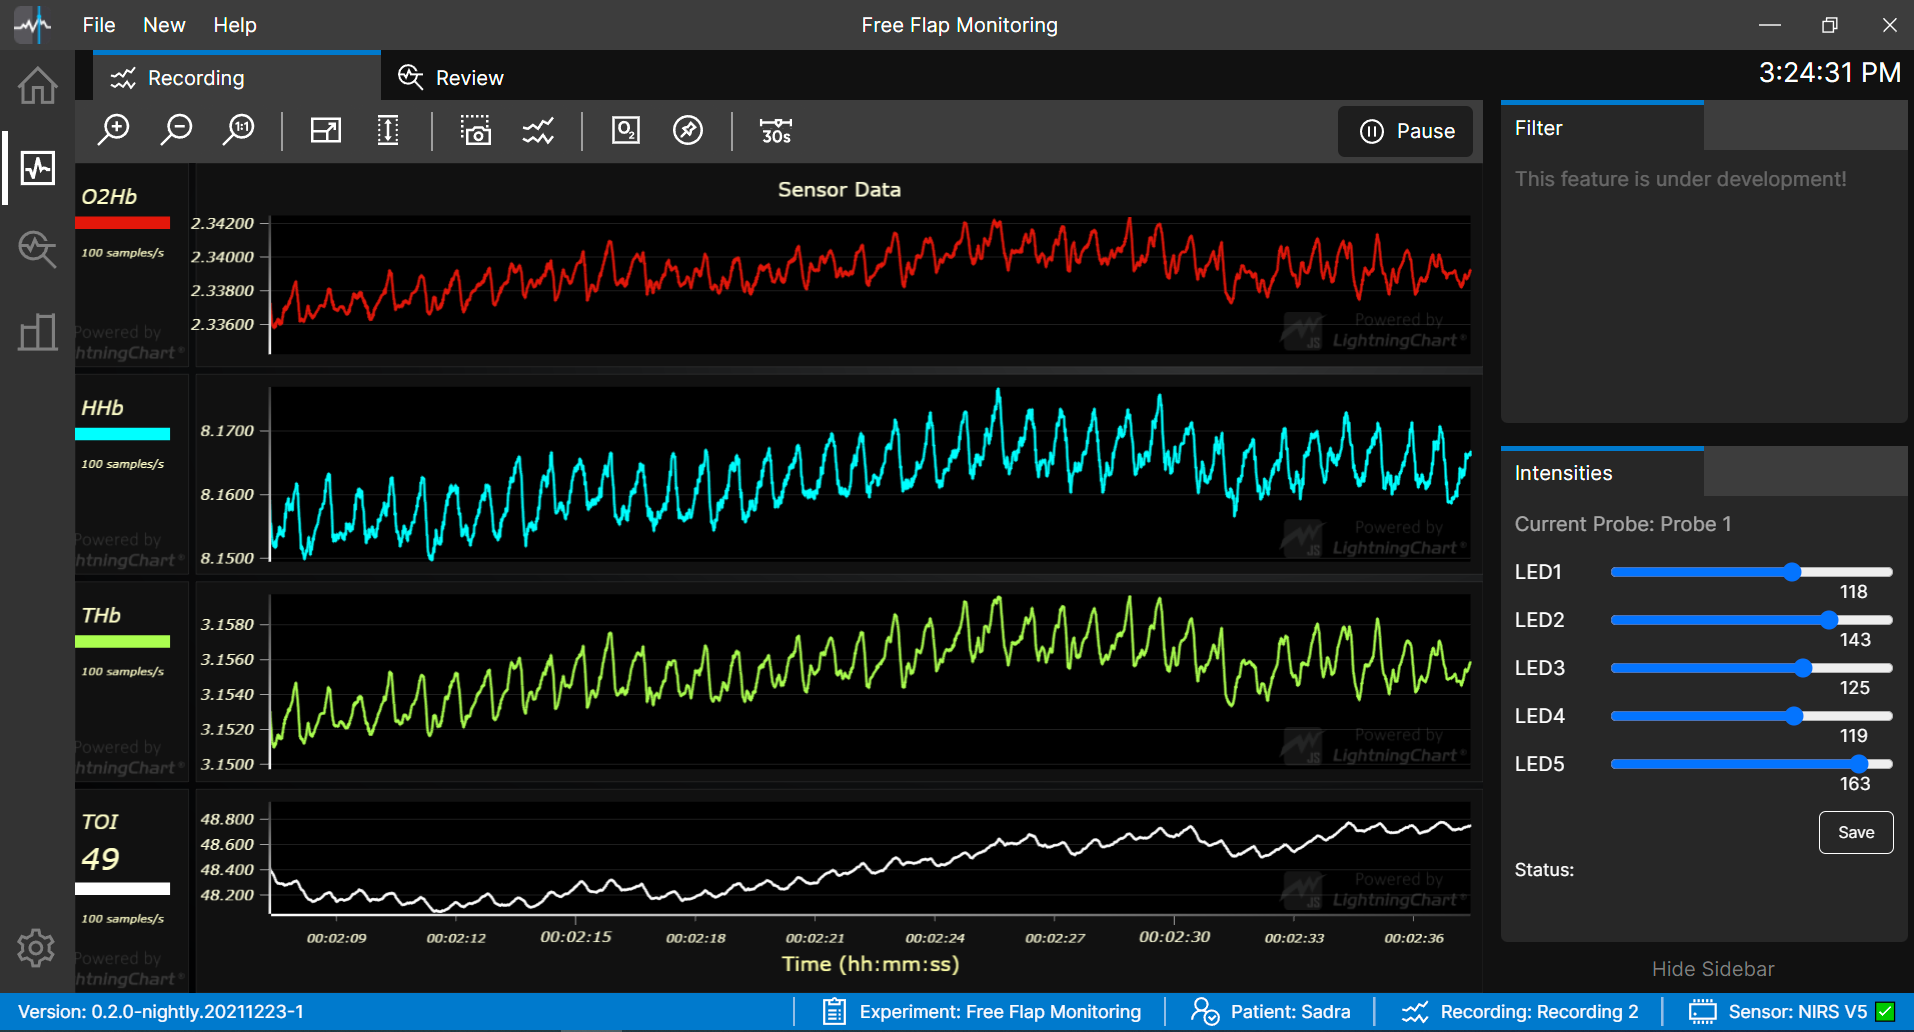 File New Help
Free Flap Monitoring
Recording
Review
3:24:31 PM
1:1
O2
30s
Pause
Sensor Data
O2Hb
100 samples/s
Powered by
htningChart®
2.34200
2.34000
2.33800
2.33600
Powered by
JS LightningChart®
HHb
100 samples/s
Powered by
htningChart®
8.1700
8.1600
8.1500
Powered by
JS LightningChart®
THb
100 samples/s
Powered by
htningChart®
3.1580
3.1560
3.1540
3.1520
3.1500
Powered by
JS LightningChart®
TOI
49
100 samples/s
Powered by
htningChart®
48.800
48.600
48.400
48.200
Powered by
JS LightningChart®
00:02:09 00:02:12 00:02:15 00:02:18 00:02:21 00:02:24 00:02:27 00:02:30 00:02:33 00:02:36
Time (hh:mm:ss)
Filter
This feature is under development!
Intensities
Current Probe: Probe 1
LED1
118
LED2
143
LED3
125
LED4
119
LED5
163
Save
Status:
Hide Sidebar
Version: 0.2.0-nightly.20211223-1
Experiment: Free Flap Monitoring
Patient: Sadra
Recording: Recording 2
Sensor: NIRS V5